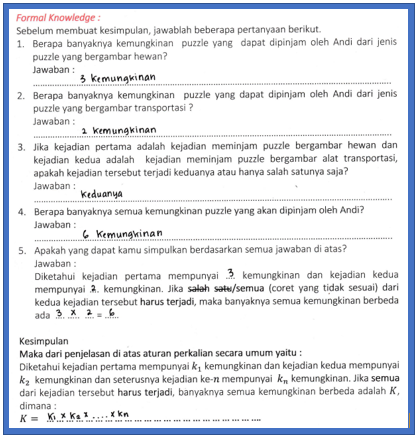 Formal Knowledge :
Sebelum membuat kesimpulan, jawablah beberapa pertanyaan berikut.
1. Berapa banyaknya kemungkinan puzzle yang dapat dipinjam oleh Andi dari jenis
puzzle yang bergambar hewan?
Jawaban :
3 kemungkinan
2. Berapa banyaknya kemungkinan puzzle yang dapat dipinjam oleh Andi dari jenis
puzzle yang bergambar transportasi ?
Jawaban :
2 kemungkinan
3. Jika kejadian pertama adalah kejadian meminjam puzzle bergambar hewan dan
kejadian kedua adalah kejadian meminjam puzzle bergambar alat transportasi,
apakah kejadian tersebut terjadi keduanya atau hanya salah satunya saja?
Jawaban :
Keduanya
4. Berapa banyaknya semua kemungkinan puzzle yang akan dipinjam oleh Andi?
Jawaban :
6 kemungkinan
5. Apakah yang dapat kamu simpulkan berdasarkan semua jawaban di atas?
Jawaban :
Diketahui kejadian pertama mempunyai 3 kemungkinan dan kejadian kedua
mempunyai 2. kemungkinan. Jika salah satu/semua (coret yang tidak sesuai) dari
kedua kejadian tersebut harus terjadi, maka banyaknya semua kemungkinan berbeda
ada 3 x 2 = 6
Kesimpulan
Maka dari penjelasan di atas aturan perkalian secara umum yaitu :
Diketahui kejadian pertama mempunyai k₁ kemungkinan dan kejadian kedua mempunyai
k₂ kemungkinan dan seterusnya kejadian ke-n mempunyai kₙ kemungkinan. Jika semua
dari kejadian tersebut harus terjadi, banyaknya semua kemungkinan berbeda adalah K,
dimana :
K = K₁ x K₂ x .... x Kn